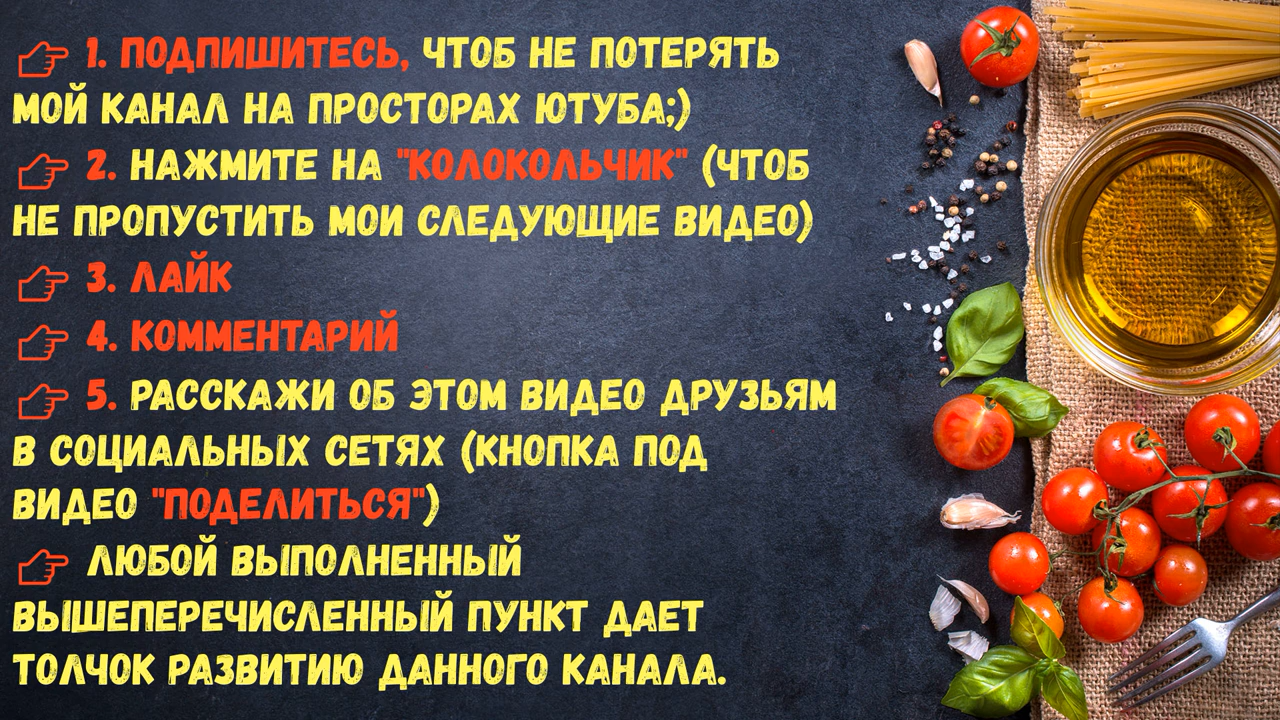 1. ПОДПИШИТЕСЬ, ЧТОБ НЕ ПОТЕРЯТЬ
МОЙ КАНАЛ НА ПРОСТОРАХ ЮТУБА;)
2. НАЖМИТЕ НА "КОЛОКОЛЬЧИК" (ЧТОБ
НЕ ПРОПУСТИТЬ МОИ СЛЕДУЮЩИЕ ВИДЕО)
3. ЛАЙК
4. КОММЕНТАРИЙ
5. РАССКАЖИ ОБ ЭТОМ ВИДЕО ДРУЗЬЯМ
В СОЦИАЛЬНЫХ СЕТЯХ (КНОПКА ПОД
ВИДЕО "ПОДЕЛИТЬСЯ")
ЛЮБОЙ ВЫПОЛНЕННЫЙ
ВЫШЕПЕРЕЧИСЛЕННЫЙ ПУНКТ ДАЕТ
ТОЛЧОК РАЗВИТИЮ ДАННОГО КАНАЛА.